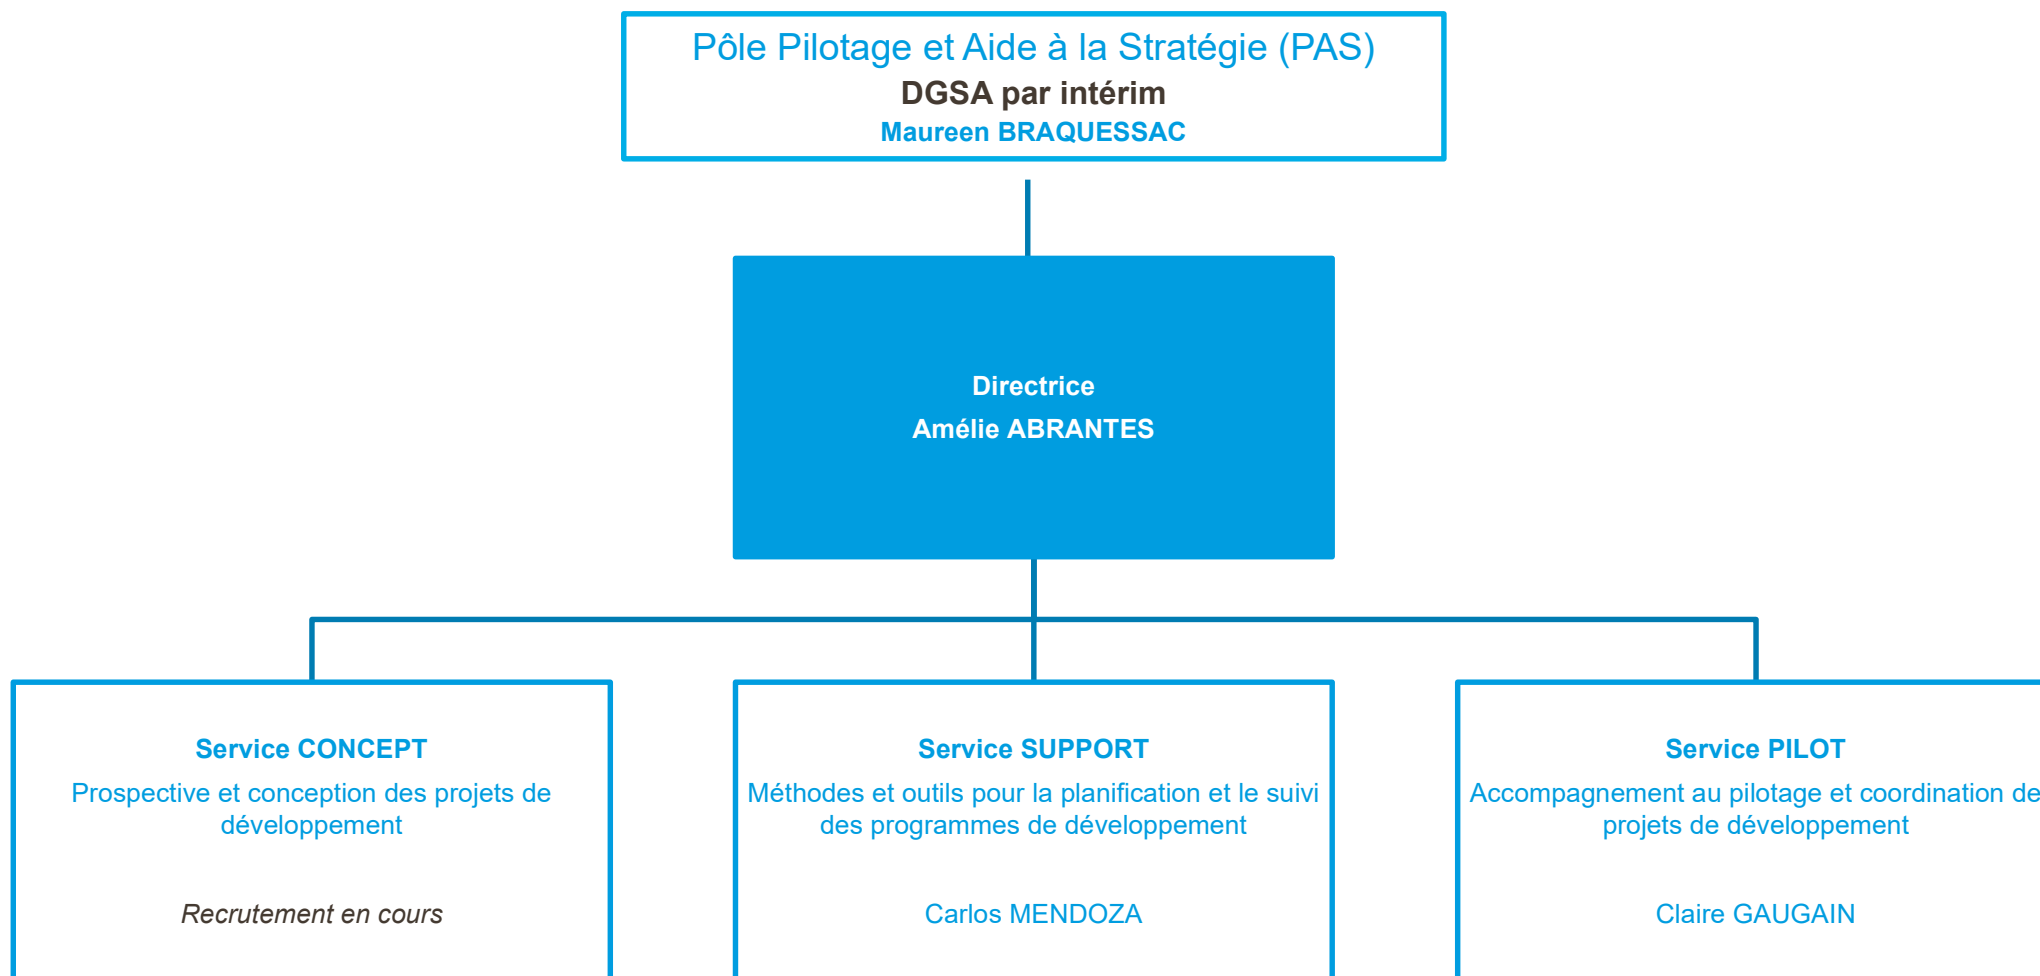 Pôle Pilotage et Aide à la Stratégie (PAS)
DGSA par intérim
Maureen BRAQUESSAC
Directrice
Amélie ABRANTES
Service CONCEPT
Prospective et conception des projets de
développement
Recrutement en cours
Service SUPPORT
Méthodes et outils pour la planification et le suivi
des programmes de développement
Carlos MENDOZA
Service PILOT
Accompagnement au pilotage et coordination de
projets de développement
Claire GAUGAIN